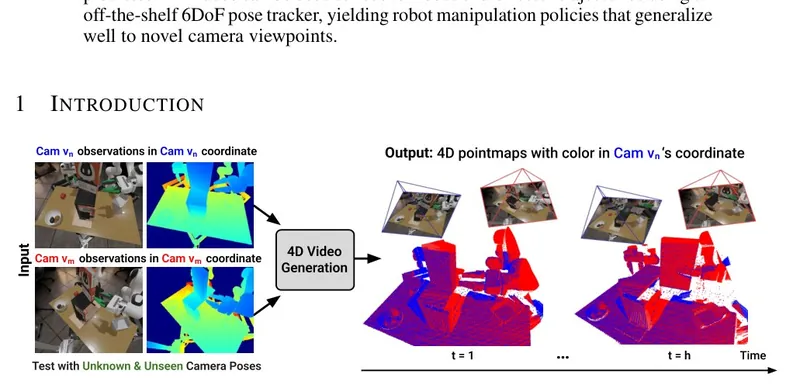 off-the-shelf 6DoF pose tracker, yielding robot manipulation policies that generalize
well to novel camera viewpoints.
1 INTRODUCTION
Cam vn observations in Cam vn coordinate
Output: 4D pointmaps with color in Cam vn's coordinate
Input
4D Video
Generation
Cam vm observations in Cam vm coordinate
Test with Unknown & Unseen Camera Poses
t = 1
...
t = h
Time